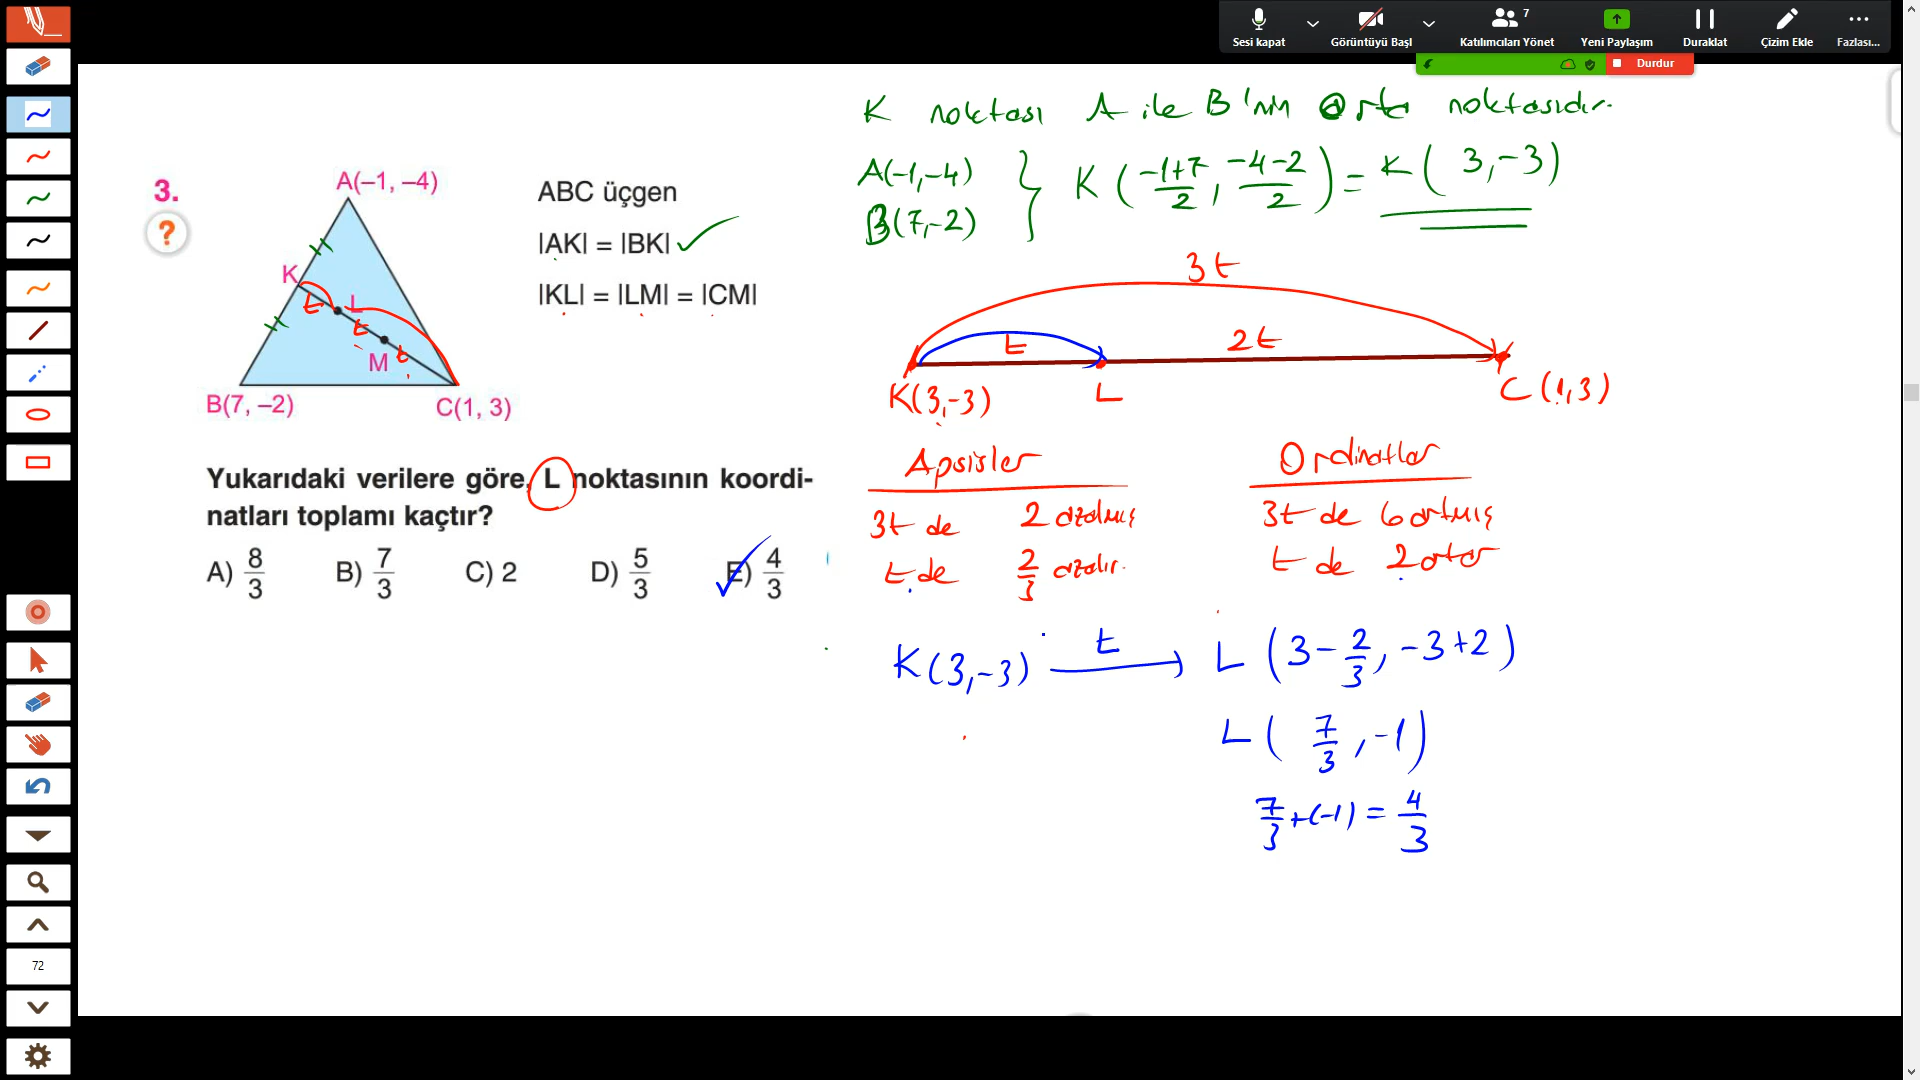 Sesi kapat
Görüntüyü Başl
Katılımcıları Yönet
7
Yeni Paylaşım
Duraklat
Çizim Ekle
Fazlası...
Durdur
3.
?
A(–1, –4)
K
L
M
B(7, –2)
C(1, 3)
t
t
t
ABC üçgen
|AK| = |BK|
|KL| = |LM| = |CM|
Yukarıdaki verilere göre, L noktasının koordi-
natları toplamı kaçtır?
A) 8/3 B) 7/3 C) 2 D) 5/3 E) 4/3
K noktası A ile B'nin orta noktasıdır.
A(-1,-4)
B(7,-2)
K(-1+7/2, -4-2/2) = K(3,-3)
3t
t
2t
K(3,-3)
L
C(1,3)
Apsisler
3t de 2 azalmış
t de 2/3 azalır.
Ordinatlar
3t de 6 artmış
t de 2 artar
K(3,-3) t L(3-2/3, -3+2)
L(7/3, -1)
7/3+(-1) = 4/3
72